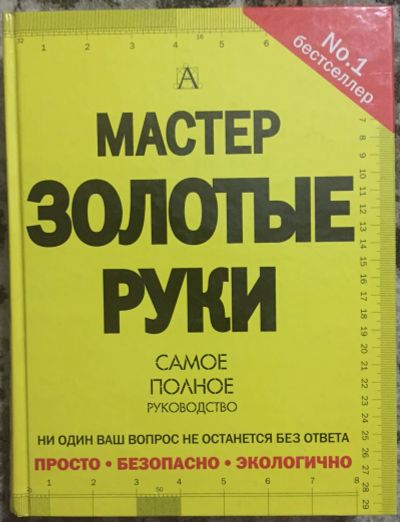 No.1
бестселлер
A
МАСТЕР
ЗОЛОТЫЕ
РУКИ
САМОЕ
ПОЛНОЕ
РУКОВОДСТВО
НИ ОДИН ВАШ ВОПРОС НЕ ОСТАНЕТСЯ БЕЗ ОТВЕТА
ПРОСТО • БЕЗОПАСНО • ЭКОЛОГИЧНО